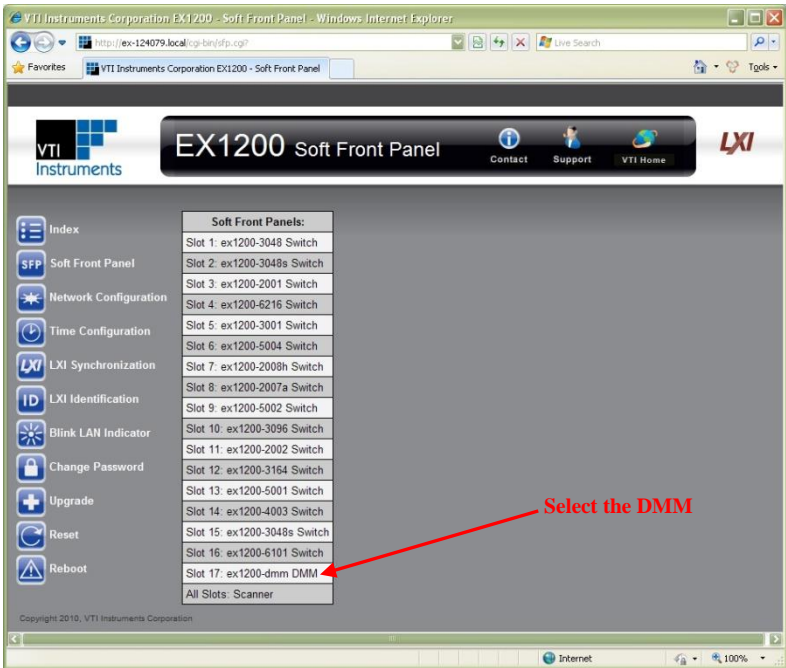 VTI Instruments Corporation EX1200 - Soft Front Panel - Windows Internet Explorer
http://ex-124079.local/cgi-bin/sfp.cgi?
Live Search
Favorites
VTI Instruments Corporation EX1200 - Soft Front Panel
Tools
VTI
Instruments
EX1200 Soft Front Panel
Contact
Support
VTI Home
LXI
Index
SFP Soft Front Panel
Network Configuration
Time Configuration
LXI LXI Synchronization
ID LXI Identification
Blink LAN Indicator
Change Password
Upgrade
Reset
Reboot
Soft Front Panels:
Slot 1: ex1200-3048 Switch
Slot 2: ex1200-3048s Switch
Slot 3: ex1200-2001 Switch
Slot 4: ex1200-6216 Switch
Slot 5: ex1200-3001 Switch
Slot 6: ex1200-5004 Switch
Slot 7: ex1200-2008h Switch
Slot 8: ex1200-2007a Switch
Slot 9: ex1200-5002 Switch
Slot 10: ex1200-3096 Switch
Slot 11: ex1200-2002 Switch
Slot 12: ex1200-3164 Switch
Slot 13: ex1200-5001 Switch
Slot 14: ex1200-4003 Switch
Slot 15: ex1200-3048s Switch
Slot 16: ex1200-6101 Switch
Slot 17: ex1200-dmm DMM
All Slots: Scanner
Select the DMM
Copyright 2010, VTI Instruments Corporation
Internet
100%